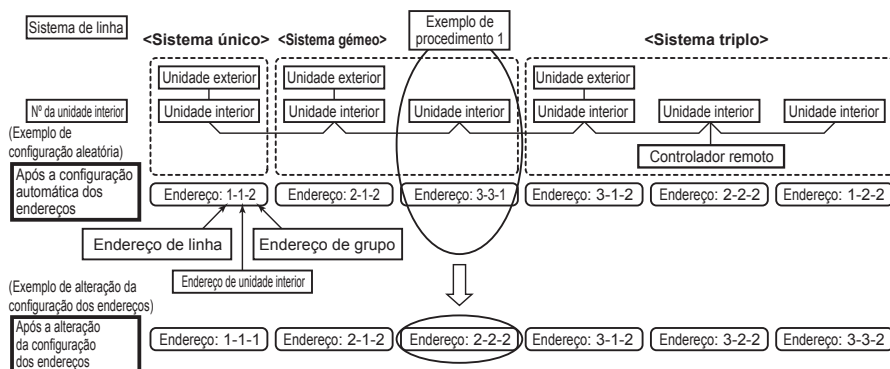 Sistema de linha
<Sistema único>
<Sistema gémeo>
Exemplo de
procedimento 1
<Sistema triplo>
Unidade exterior
Unidade exterior
Unidade exterior
Nº da unidade interior
Unidade interior
Unidade interior
Unidade interior
Unidade interior
Unidade interior
Unidade interior
(Exemplo de
configuração aleatória)
Controlador remoto
Após a configuração
automática dos
endereços
Endereço: 1-1-2
Endereço: 2-1-2
Endereço: 3-3-1
Endereço: 3-1-2
Endereço: 2-2-2
Endereço: 1-2-2
Endereço de linha
Endereço de grupo
Endereço de unidade interior
(Exemplo de alteração da
configuração dos endereços)
Após a alteração
da configuração
dos endereços
Endereço: 1-1-1
Endereço: 2-1-2
Endereço: 2-2-2
Endereço: 3-1-2
Endereço: 3-2-2
Endereço: 3-3-2